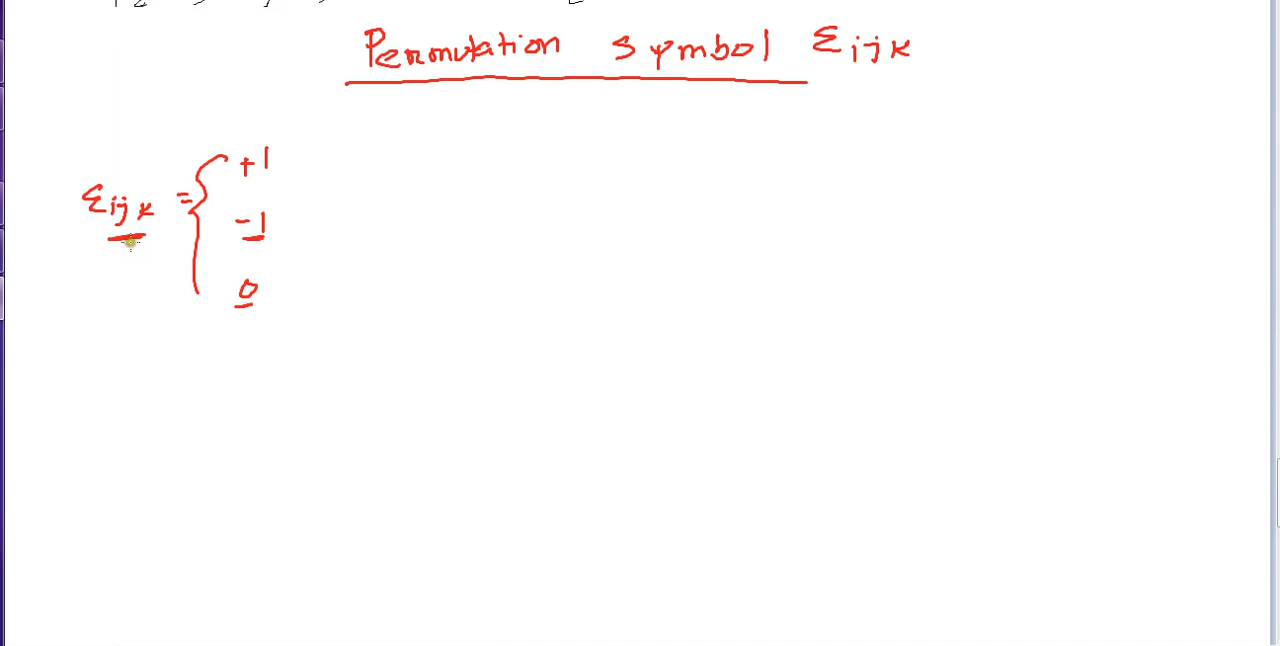 Permutation symbol εijk
εijk = { +1
-1
0